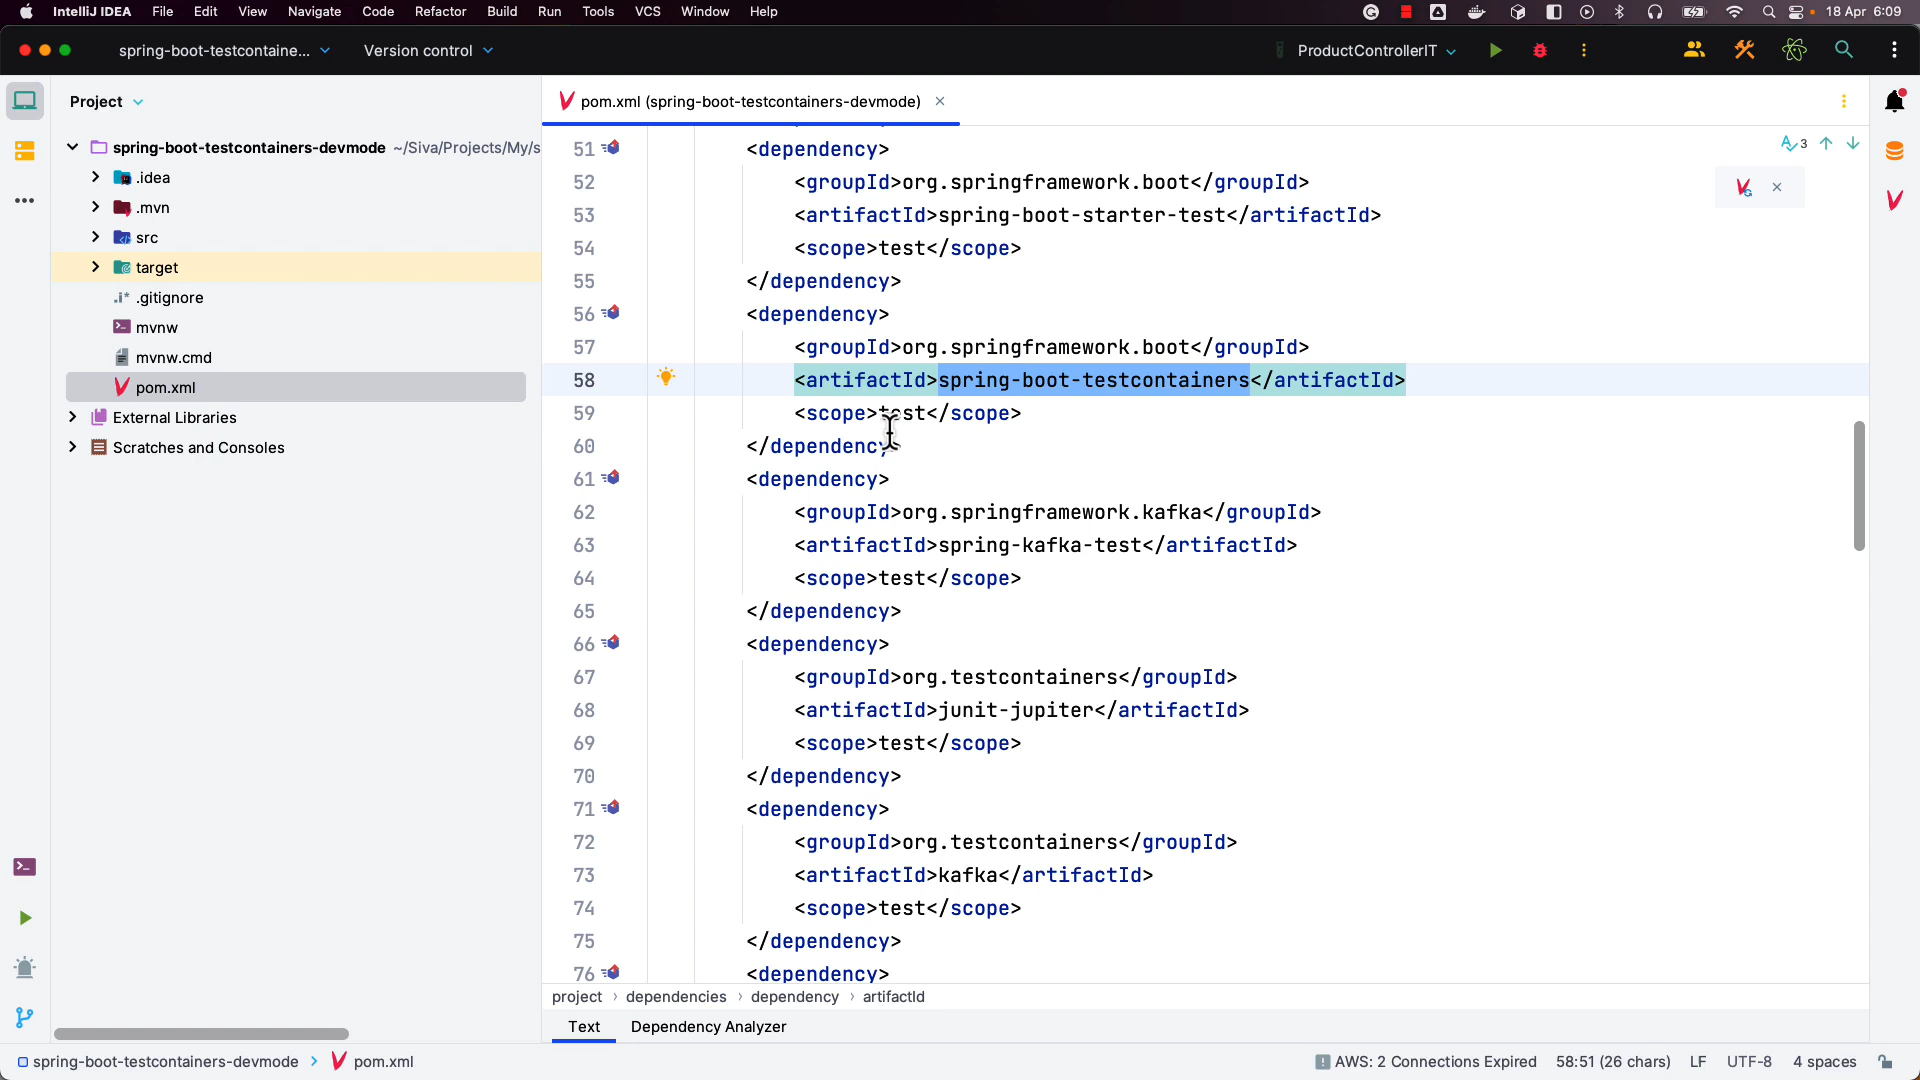 IntelliJ IDEA File Edit View Navigate Code Refactor Build Run Tools VCS Window Help 18 Apr 6:09
spring-boot-testcontaine... Version control ProductControllerIT
Project
pom.xml (spring-boot-testcontainers-devmode)
spring-boot-testcontainers-devmode ~/Siva/Projects/My/s
.idea
.mvn
src
target
.gitignore
mvnw
mvnw.cmd
pom.xml
External Libraries
Scratches and Consoles
3
51 <dependency>
52 <groupId>org.springframework.boot</groupId>
53 <artifactId>spring-boot-starter-test</artifactId>
54 <scope>test</scope>
55 </dependency>
56 <dependency>
57 <groupId>org.springframework.boot</groupId>
58 <artifactId>spring-boot-testcontainers</artifactId>
59 <scope>test</scope>
60 </dependency>
61 <dependency>
62 <groupId>org.springframework.kafka</groupId>
63 <artifactId>spring-kafka-test</artifactId>
64 <scope>test</scope>
65 </dependency>
66 <dependency>
67 <groupId>org.testcontainers</groupId>
68 <artifactId>junit-jupiter</artifactId>
69 <scope>test</scope>
70 </dependency>
71 <dependency>
72 <groupId>org.testcontainers</groupId>
73 <artifactId>kafka</artifactId>
74 <scope>test</scope>
75 </dependency>
76 <dependency>
project › dependencies › dependency › artifactId
Text Dependency Analyzer
spring-boot-testcontainers-devmode › pom.xml AWS: 2 Connections Expired 58:51 (26 chars) LF UTF-8 4 spaces